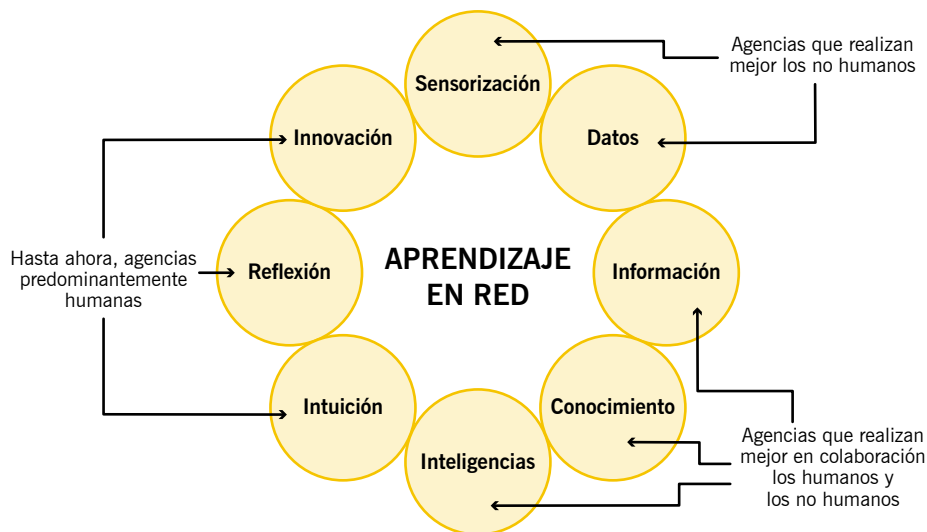 Sensorización
Agencias que realizan
mejor los no humanos
Innovación
Datos
Hasta ahora, agencias
predominantemente
humanas
Reflexión
APRENDIZAJE
EN RED
Información
Intuición
Conocimiento
Inteligencias
Agencias que realizan
mejor en colaboración
los humanos y
los no humanos